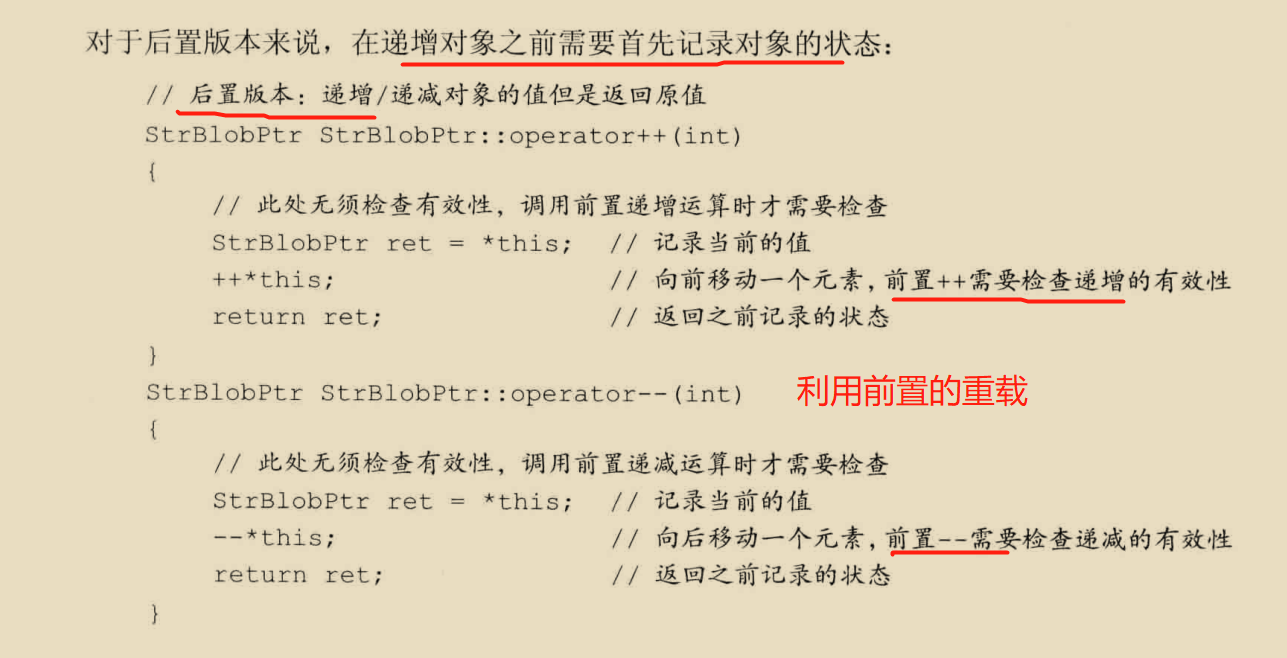 对于后置版本来说，在递增对象之前需要首先记录对象的状态：
// 后置版本：递增/递减对象的值但是返回原值
StrBlobPtr StrBlobPtr::operator++(int)
{
// 此处无须检查有效性，调用前置递增运算时才需要检查
StrBlobPtr ret = *this; // 记录当前的值
++*this; // 向前移动一个元素，前置++需要检查递增的有效性
return ret; // 返回之前记录的状态
}
StrBlobPtr StrBlobPtr::operator--(int) 利用前置的重载
{
// 此处无须检查有效性，调用前置递减运算时才需要检查
StrBlobPtr ret = *this; // 记录当前的值
--*this; // 向后移动一个元素，前置--需要检查递减的有效性
return ret; // 返回之前记录的状态
}